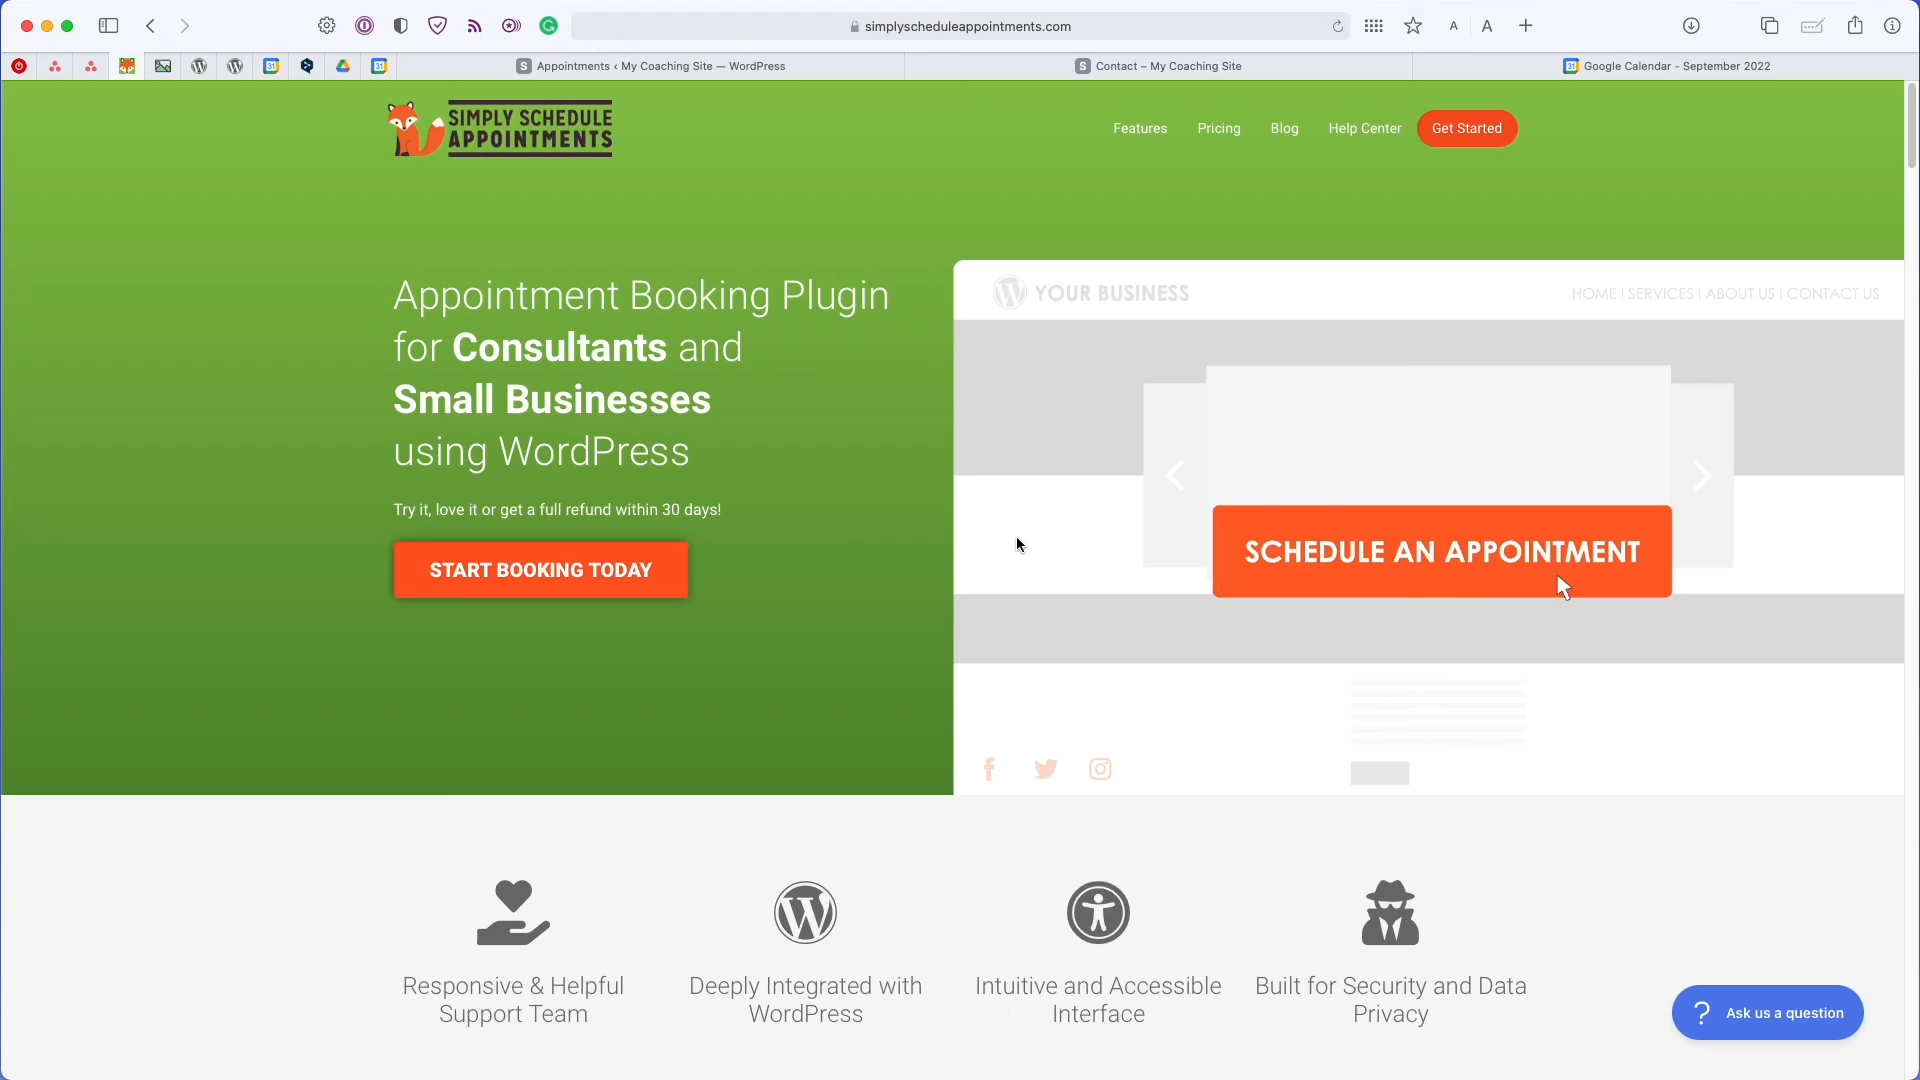 simplyscheduleappointments.com
A A
Appointments ‹ My Coaching Site — WordPress
Contact – My Coaching Site
Google Calendar - September 2022
SIMPLY SCHEDULE
APPOINTMENTS
Features Pricing Blog Help Center Get Started
Appointment Booking Plugin
for Consultants and
Small Businesses
using WordPress
Try it, love it or get a full refund within 30 days!
START BOOKING TODAY
YOUR BUSINESS
HOME | SERVICES | ABOUT US | CONTACT US
SCHEDULE AN APPOINTMENT
Responsive & Helpful
Support Team
Deeply Integrated with
WordPress
Intuitive and Accessible
Interface
Built for Security and Data
Privacy
? Ask us a question